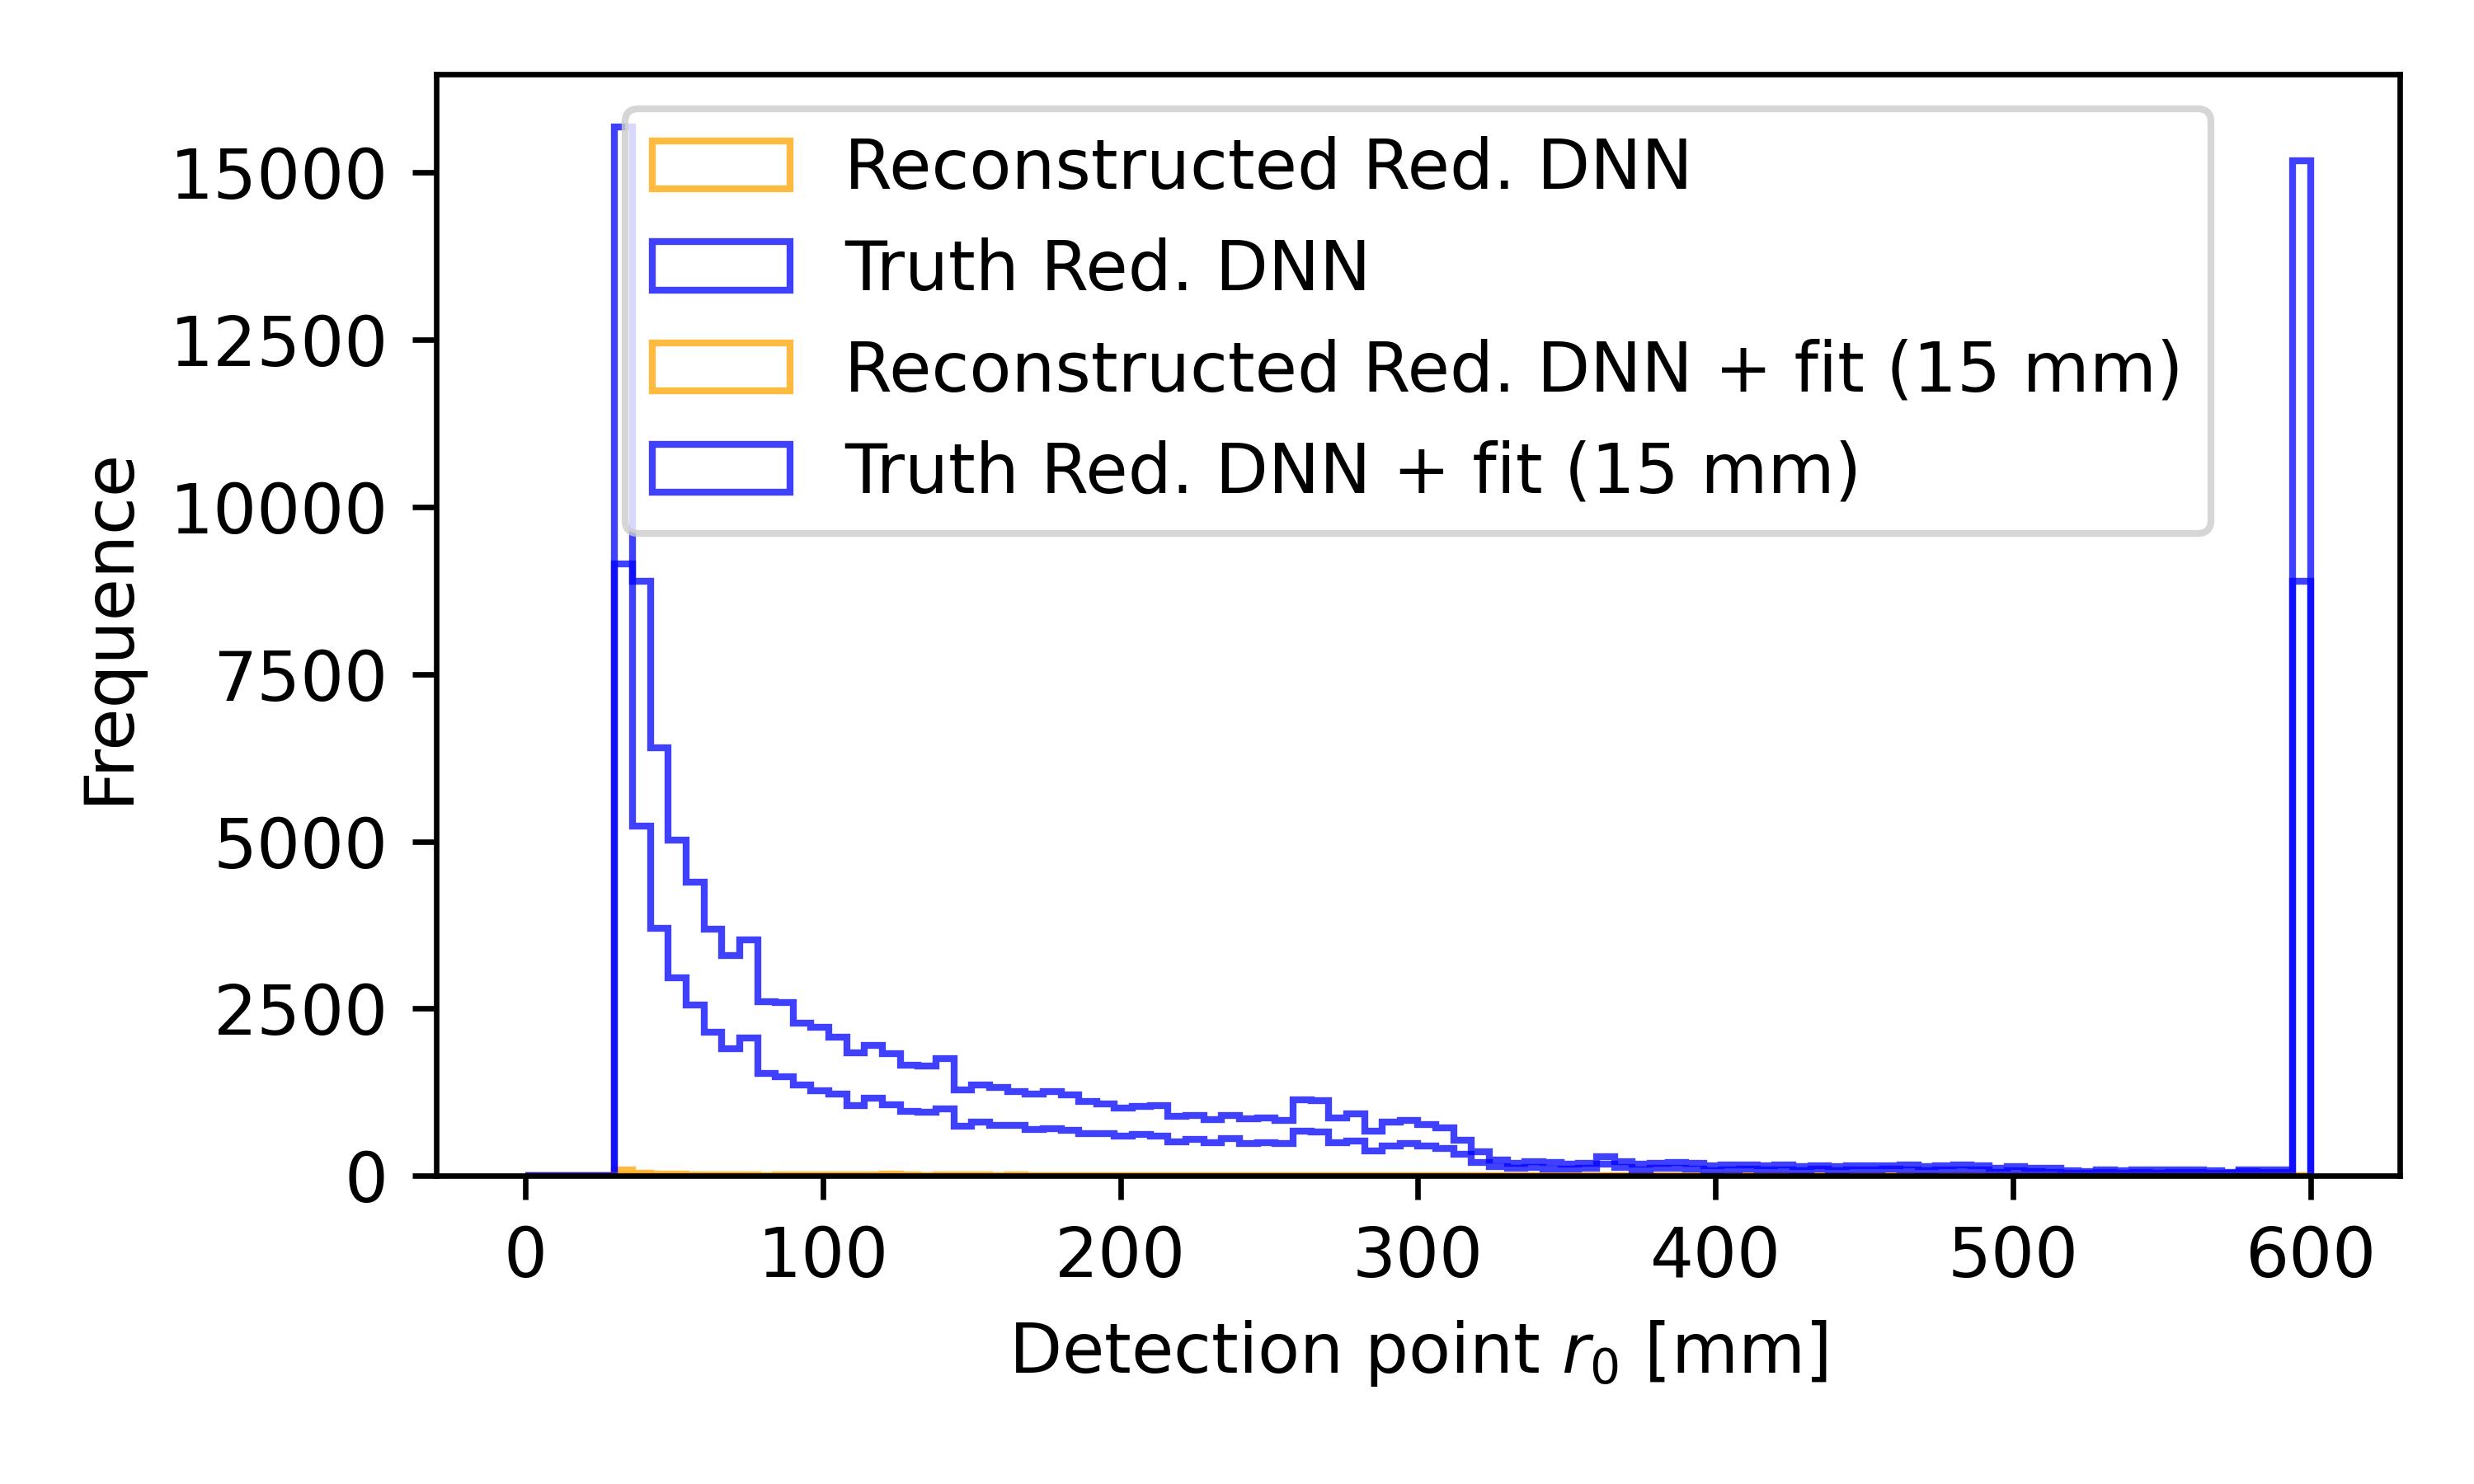 Reconstructed Red. DNN
Truth Red. DNN
Reconstructed Red. DNN + fit (15 mm)
Truth Red. DNN + fit (15 mm)
15000
12500
10000
7500
5000
2500
0
Frequence
0 100 200 300 400 500 600
Detection point r₀ [mm]